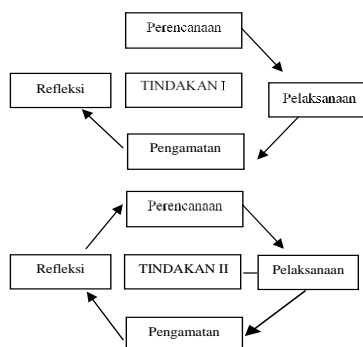 Perencanaan
Refleksi
TINDAKAN I
Pelaksanaan
Pengamatan
Perencanaan
Refleksi
TINDAKAN II
Pelaksanaan
Pengamatan